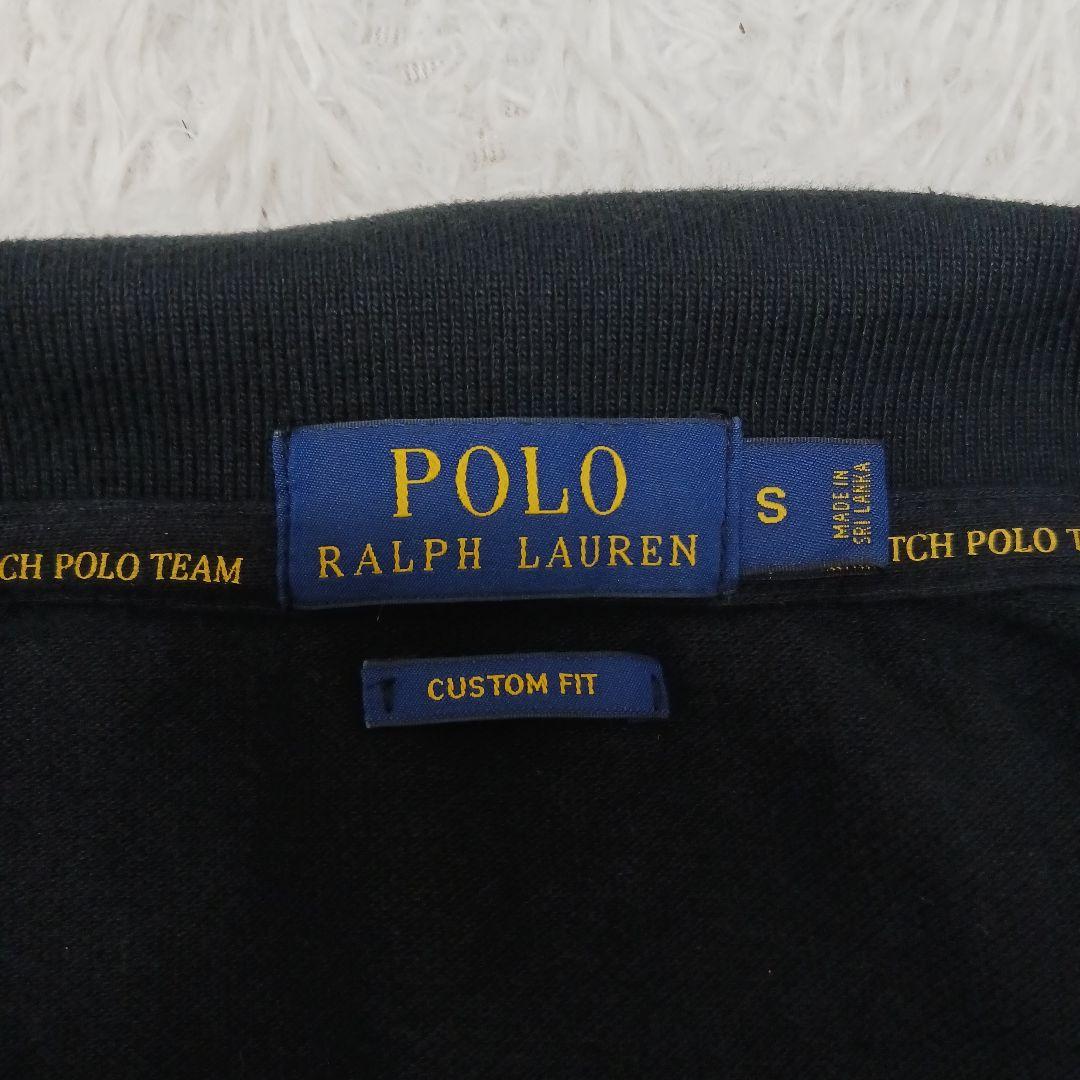 POLO
RALPH LAUREN
S
MADE IN
SRI LANKA
CH POLO TEAM
TCH POLO T
CUSTOM FIT